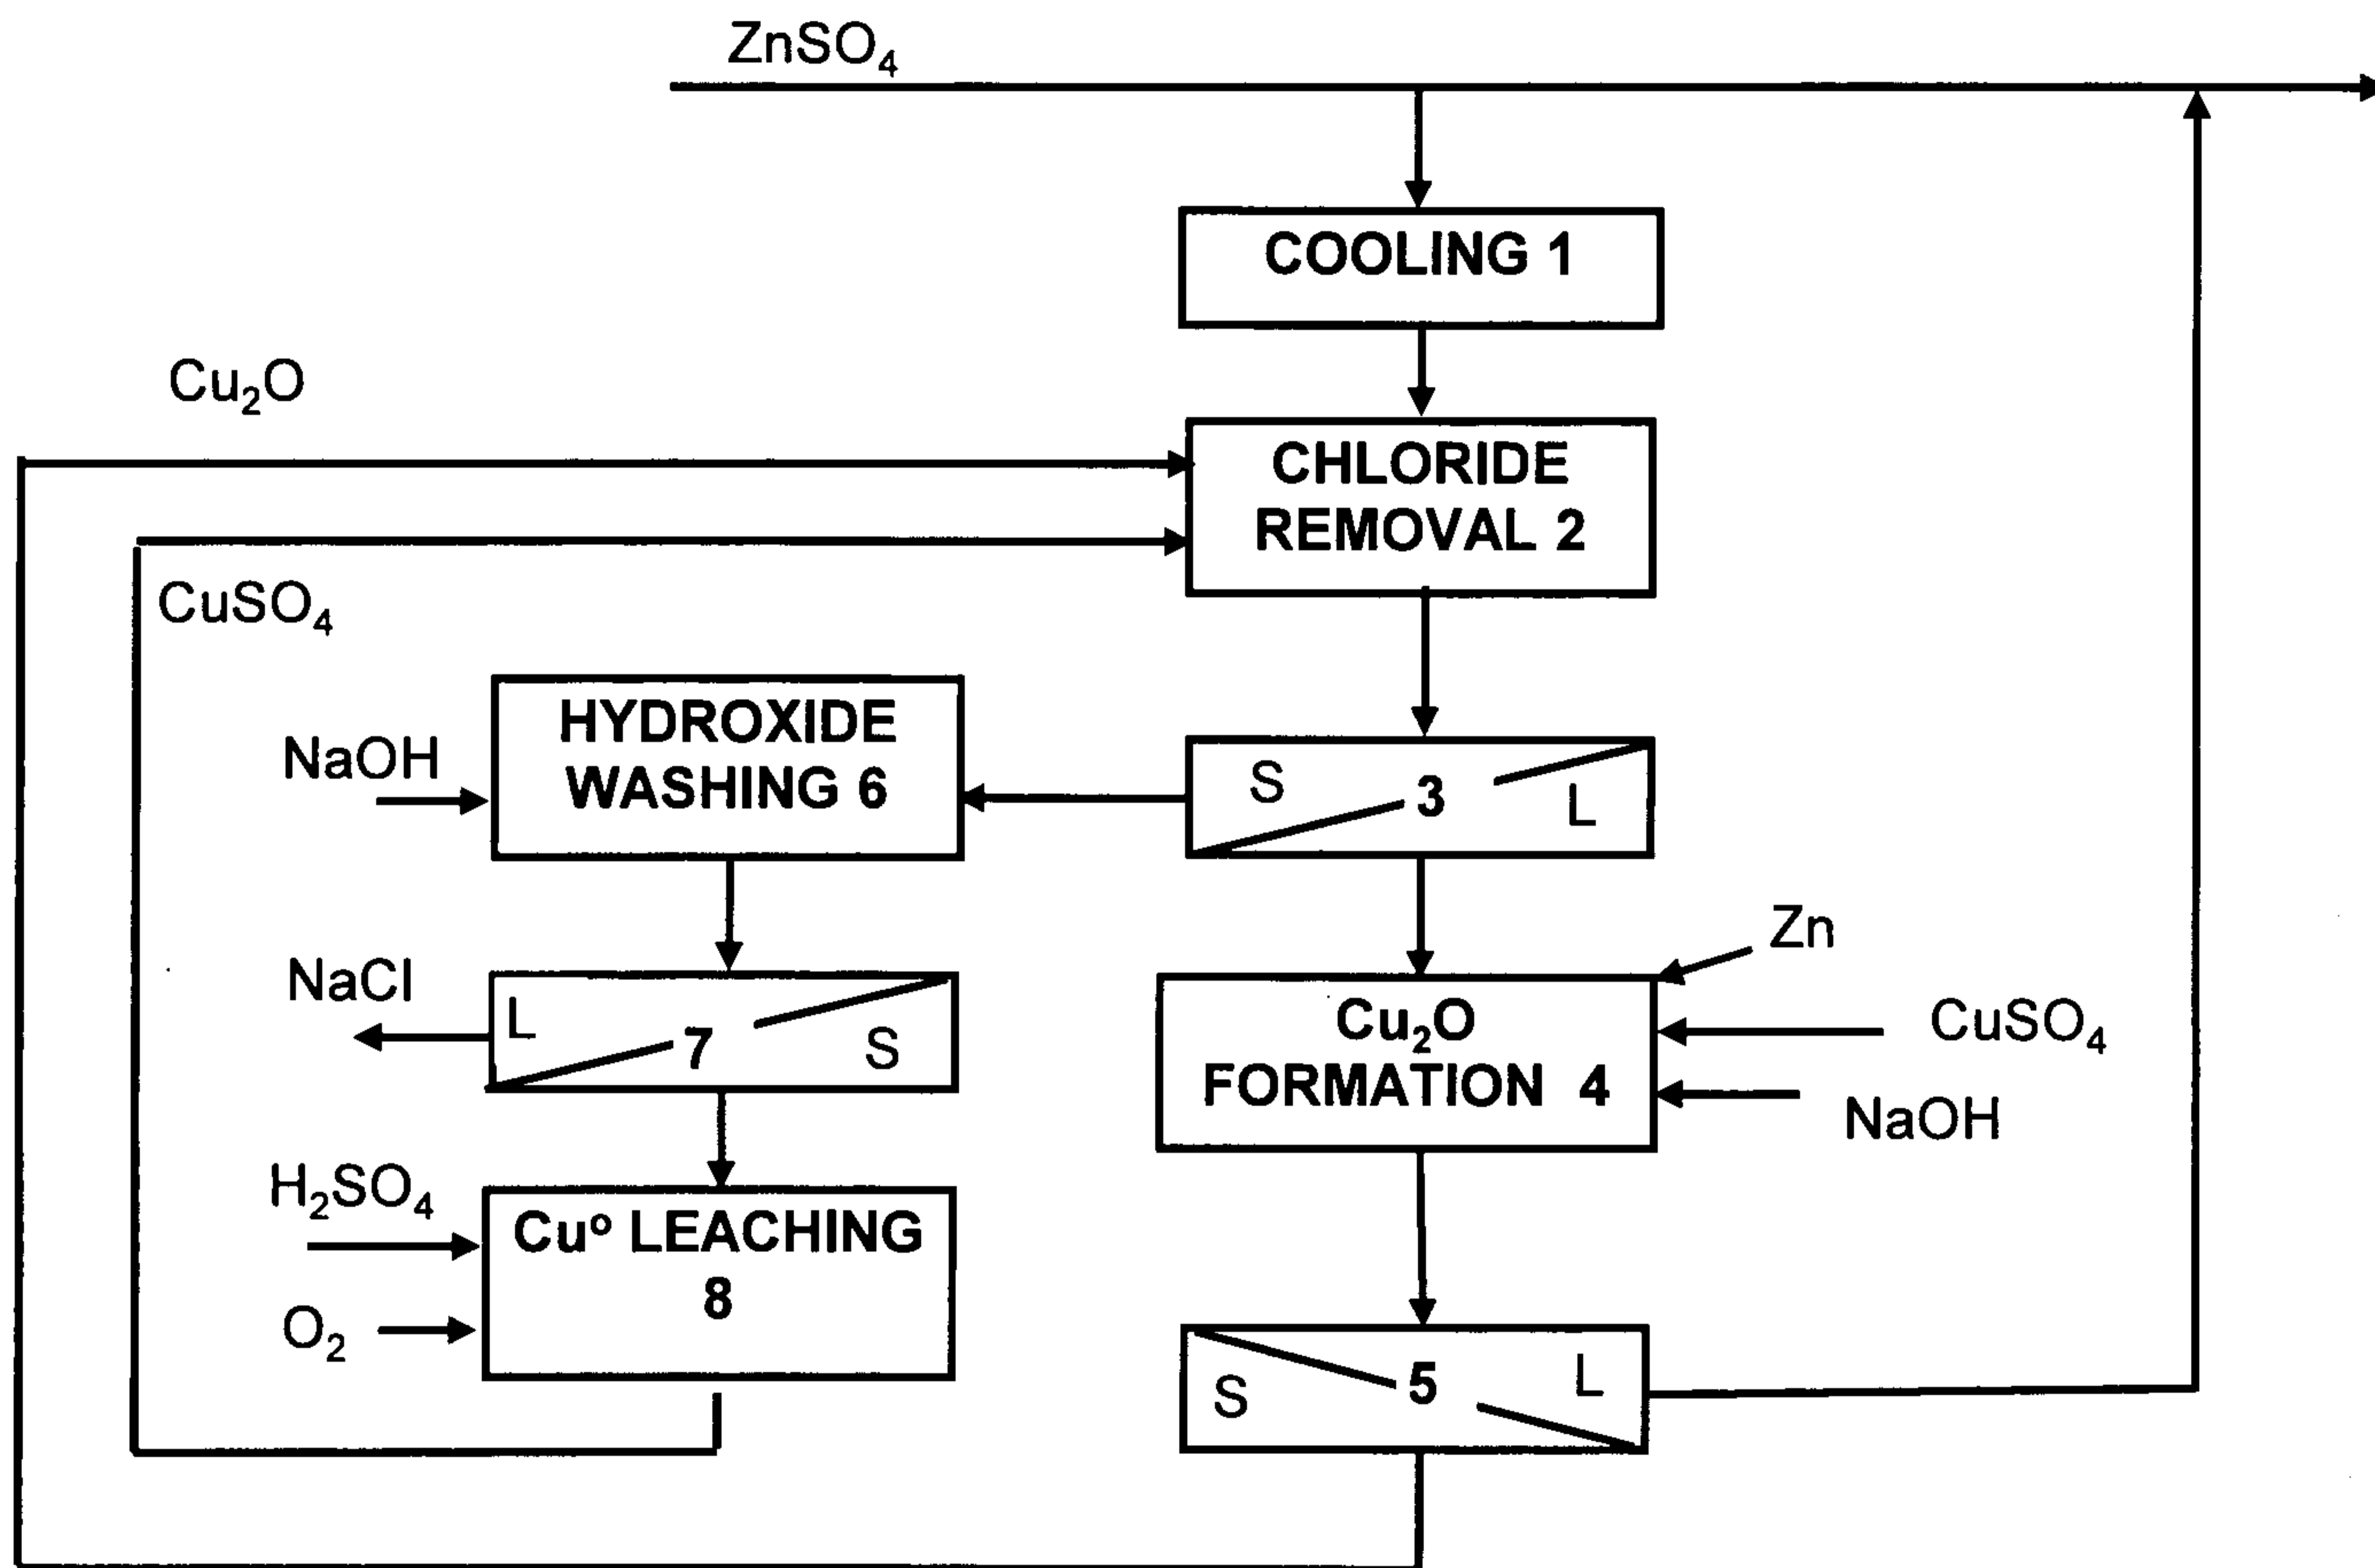 ZnSO₄
COOLING 1
Cu₂O
CHLORIDE
REMOVAL 2
CuSO₄
HYDROXIDE
WASHING 6
NaOH
S 3 L
Zn
NaCl
L 7 S
Cu₂O
FORMATION 4
CuSO₄
NaOH
H₂SO₄
Cuº LEACHING
8
O₂
S 5 L